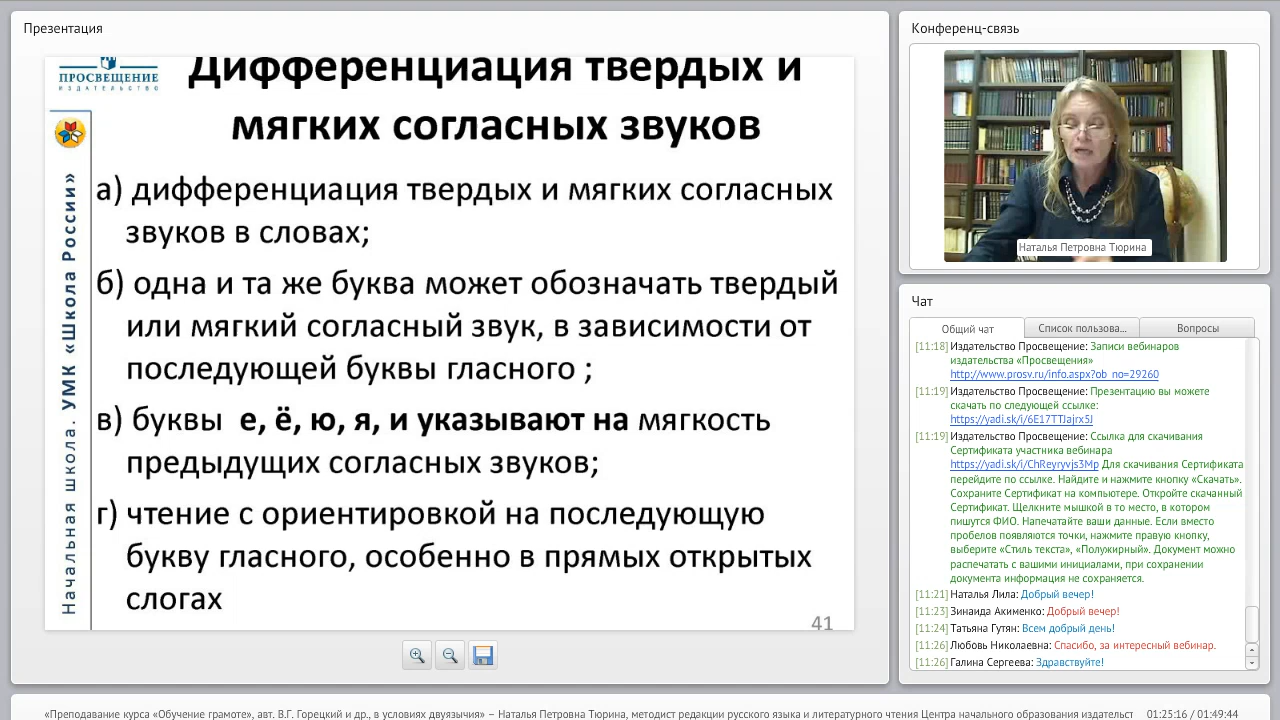 Презентация
ПРОСВЕЩЕНИЕ
ИЗДАТЕЛЬСТВО
Дифференциация твердых и
мягких согласных звуков
Начальная школа. УМК «Школа России»
а) дифференциация твердых и мягких согласных
звуков в словах;
б) одна и та же буква может обозначать твердый
или мягкий согласный звук, в зависимости от
последующей буквы гласного ;
в) буквы е, ё, ю, я, и указывают на мягкость
предыдущих согласных звуков;
г) чтение с ориентировкой на последующую
букву гласного, особенно в прямых открытых
слогах
41
Конференц-связь
Наталья Петровна Тюрина
Чат
Общий чат
Список пользова...
Вопросы
[11:18] Издательство Просвещение: Записи вебинаров
издательства «Просвещения»
http://www.prosv.ru/info.aspx?ob_no=29260
[11:19] Издательство Просвещение: Презентацию вы можете
скачать по следующей ссылке:
https://yadi.sk/i/6E17TTJajrx5J
[11:19] Издательство Просвещение: Ссылка для скачивания
Сертификата участника вебинара
https://yadi.sk/i/ChReyryvjs3Mp Для скачивания Сертификата
перейдите по ссылке. Найдите и нажмите кнопку «Скачать».
Сохраните Сертификат на компьютере. Откройте скачанный
Сертификат. Щелкните мышкой в то место, в котором
пишутся ФИО. Напечатайте ваши данные. Если вместо
пробелов появляются точки, нажмите правую кнопку,
выберите «Стиль текста», «Полужирный». Документ можно
распечатать с вашими инициалами, при сохранении
документа информация не сохраняется.
[11:21] Наталья Лила: Добрый вечер!
[11:23] Зинаида Акименко: Добрый вечер!
[11:24] Татьяна Гутян: Всем добрый день!
[11:26] Любовь Николаевна: Спасибо, за интересный вебинар.
[11:26] Галина Сергеева: Здравствуйте!
«Преподавание курса «Обучение грамоте», авт. В.Г. Горецкий и др., в условиях двуязычия» – Наталья Петровна Тюрина, методист редакции русского языка и литературного чтения Центра начального образования издательст
01:25:16 / 01:49:44